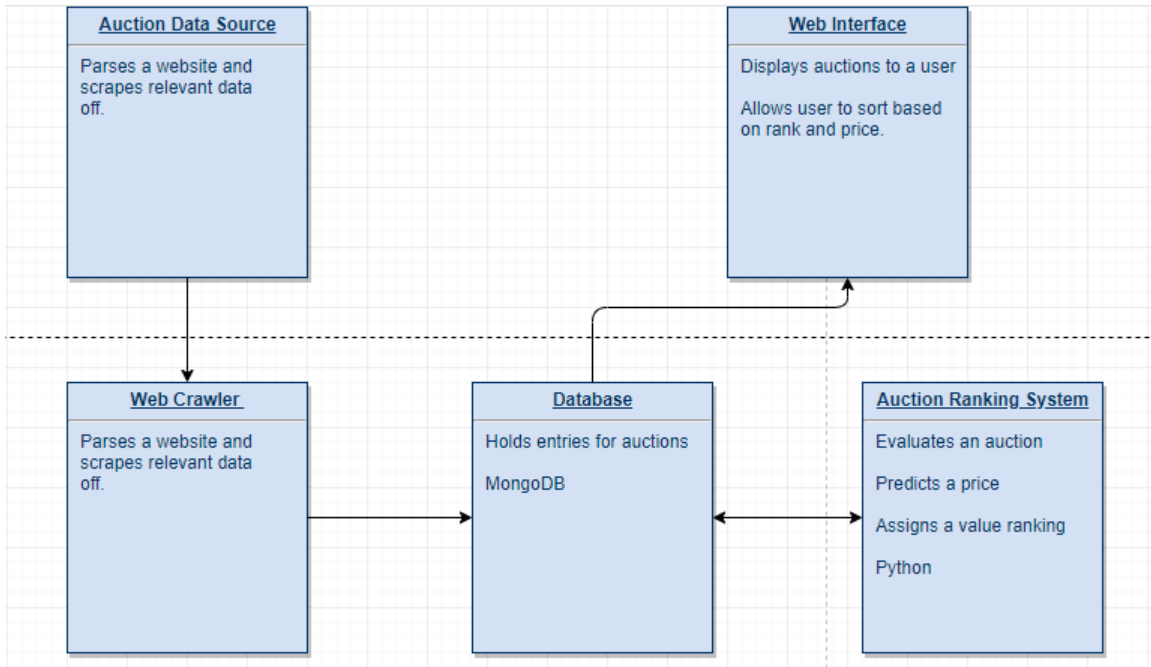 Auction Data Source
Parses a website and
scrapes relevant data
off.
Web Interface
Displays auctions to a user
Allows user to sort based
on rank and price.
Web Crawler
Parses a website and
scrapes relevant data
off.
Database
Holds entries for auctions
MongoDB
Auction Ranking System
Evaluates an auction
Predicts a price
Assigns a value ranking
Python